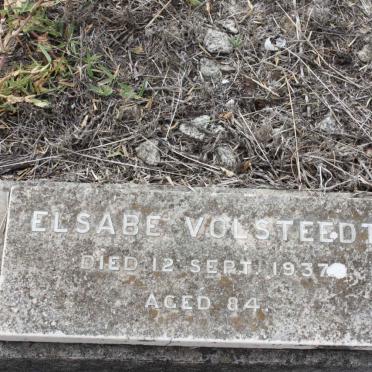 ELSABE VOLSTEEDT
DIED 12 SEPT. 1937
AGED 84.